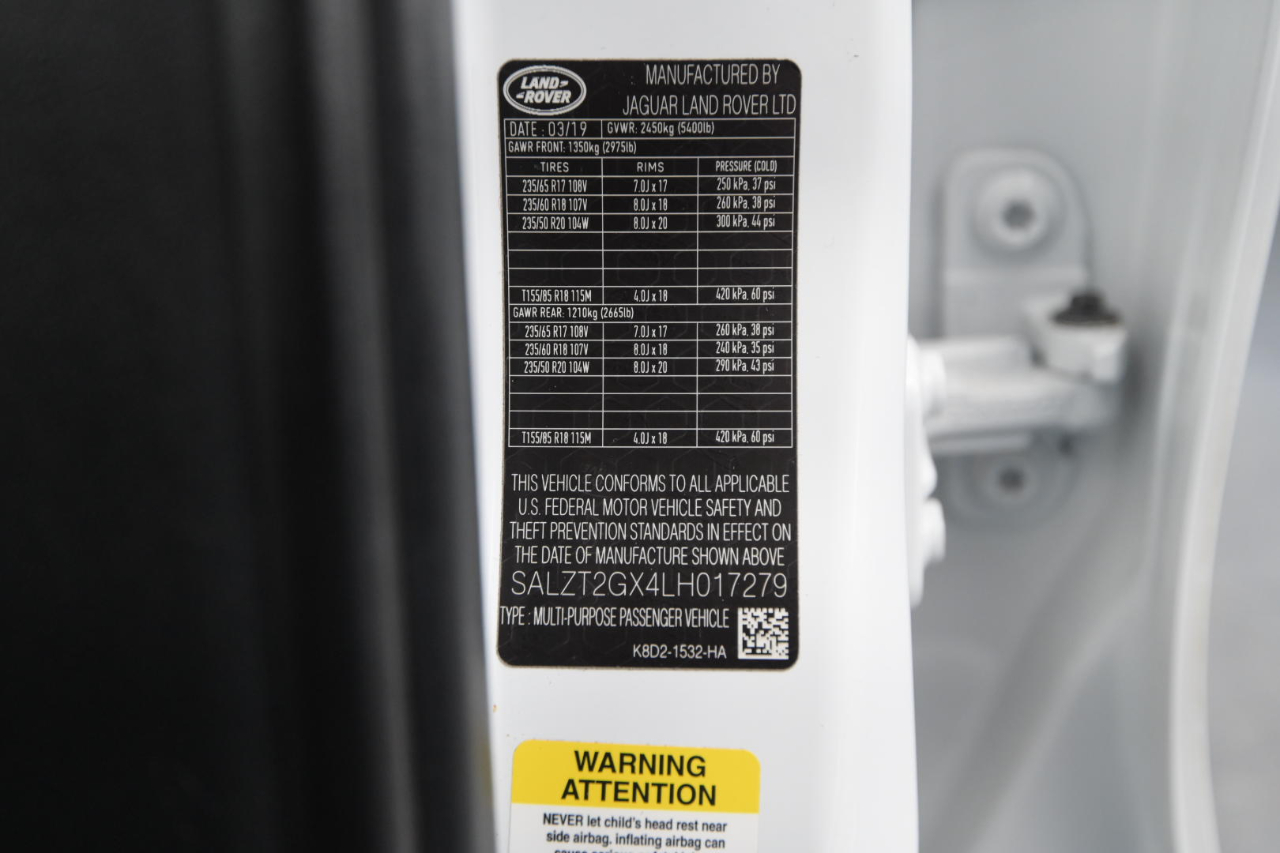 LAND-
-ROVER
MANUFACTURED BY
JAGUAR LAND ROVER LTD
DATE : 03/19 GVWR: 2450kg (5400lb)
GAWR FRONT: 1350kg (2975lb)
TIRES RIMS PRESSURE (COLD)
235/65 R17 108V 7.0J x 17 250 kPa, 37 psi
235/60 R18 107V 8.0J x 18 260 kPa, 38 psi
235/50 R20 104W 8.0J x 20 300 kPa, 44 psi
T155/85 R18 115M 4.0J x 18 420 kPa, 60 psi
GAWR REAR: 1210kg (2665lb)
235/65 R17 108V 7.0J x 17 260 kPa, 38 psi
235/60 R18 107V 8.0J x 18 240 kPa, 35 psi
235/50 R20 104W 8.0J x 20 290 kPa, 43 psi
T155/85 R18 115M 4.0J x 18 420 kPa, 60 psi
THIS VEHICLE CONFORMS TO ALL APPLICABLE
U.S. FEDERAL MOTOR VEHICLE SAFETY AND
THEFT PREVENTION STANDARDS IN EFFECT ON
THE DATE OF MANUFACTURE SHOWN ABOVE
SALZT2GX4LH017279
TYPE : MULTI-PURPOSE PASSENGER VEHICLE
K8D2-1532-HA
WARNING
ATTENTION
NEVER let child's head rest near
side airbag, inflating airbag can